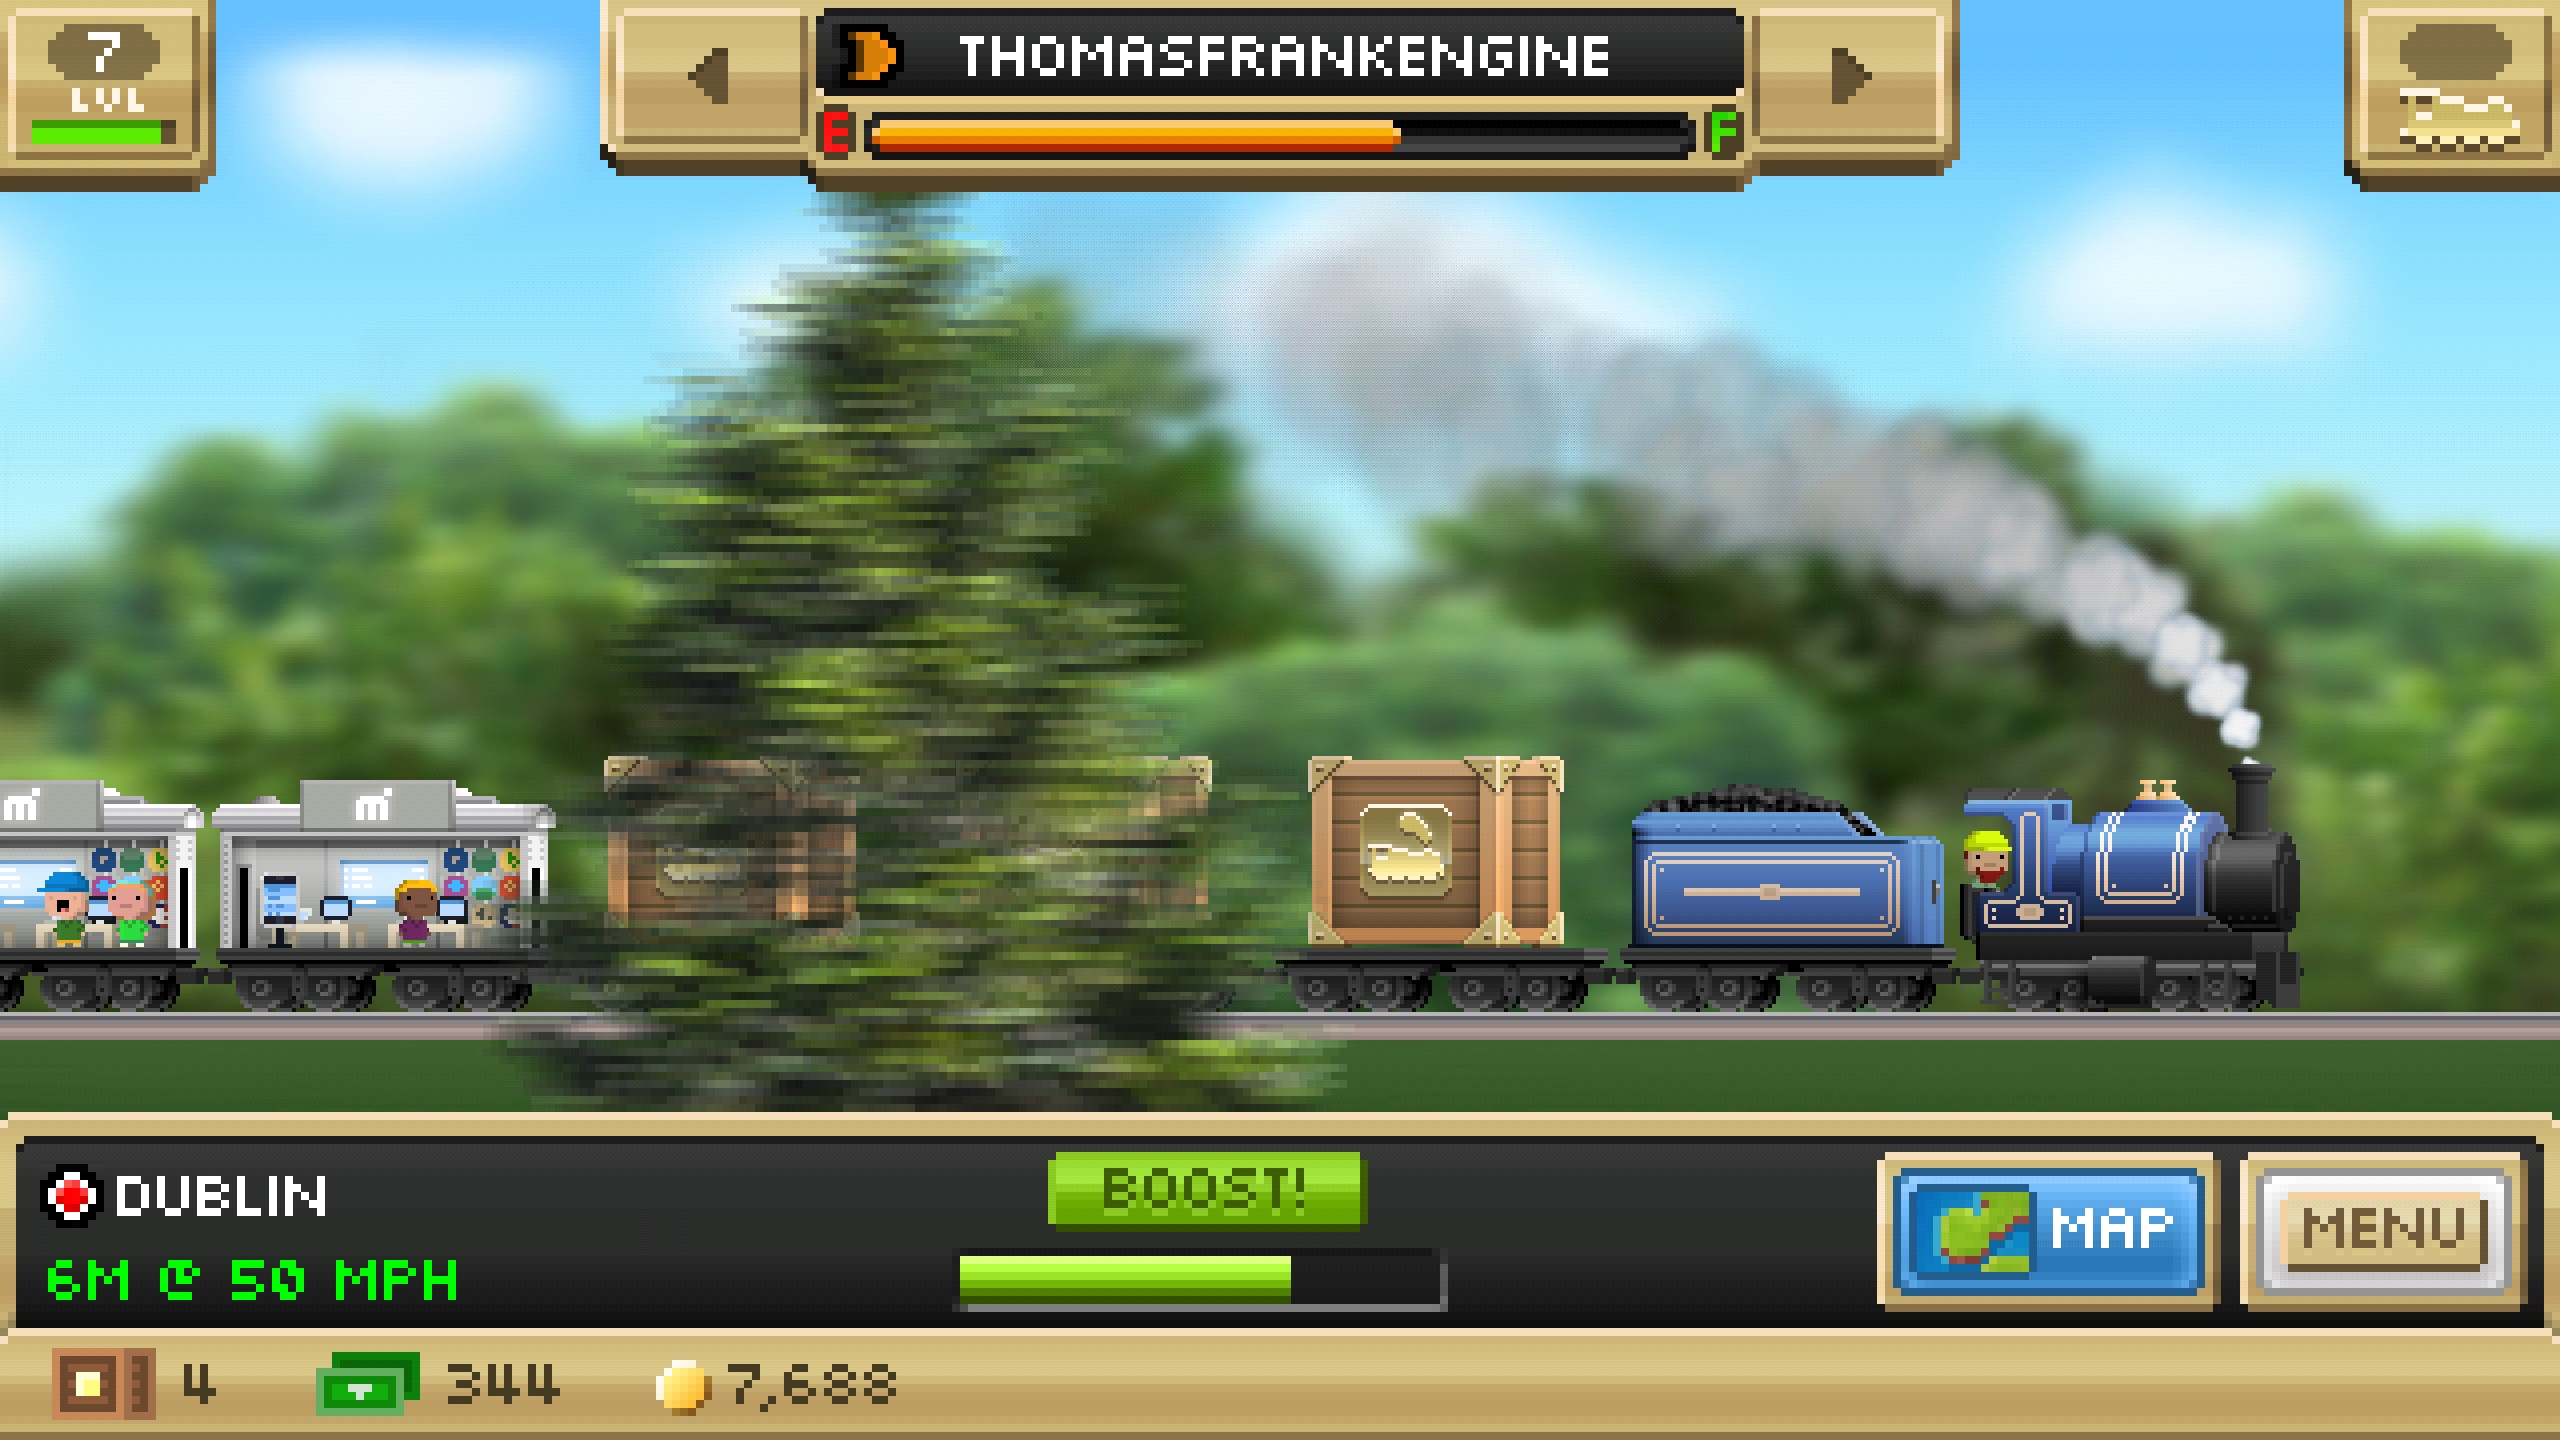 7
LVL
THOMASFRANKENGINE
E F
m
m
BOOST!
DUBLIN
6M @ 50 MPH
MAP
MENU
4 344 7,688